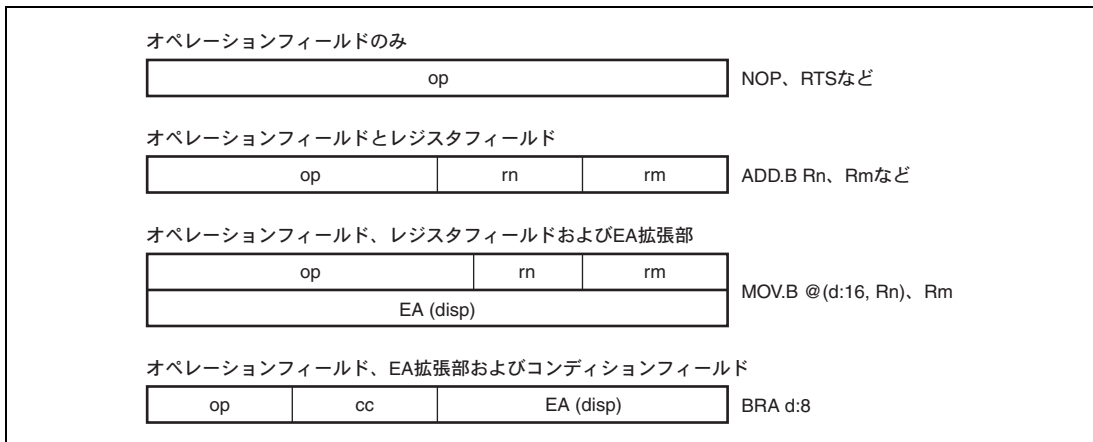 オペレーションフィールドのみ
op NOP、RTSなど
オペレーションフィールドとレジスタフィールド
op rn rm ADD.B Rn、Rmなど
オペレーションフィールド、レジスタフィールドおよびEA拡張部
op rn rm
EA (disp)
MOV.B @(d:16, Rn)、Rm
オペレーションフィールド、EA拡張部およびコンディションフィールド
op cc EA (disp) BRA d:8